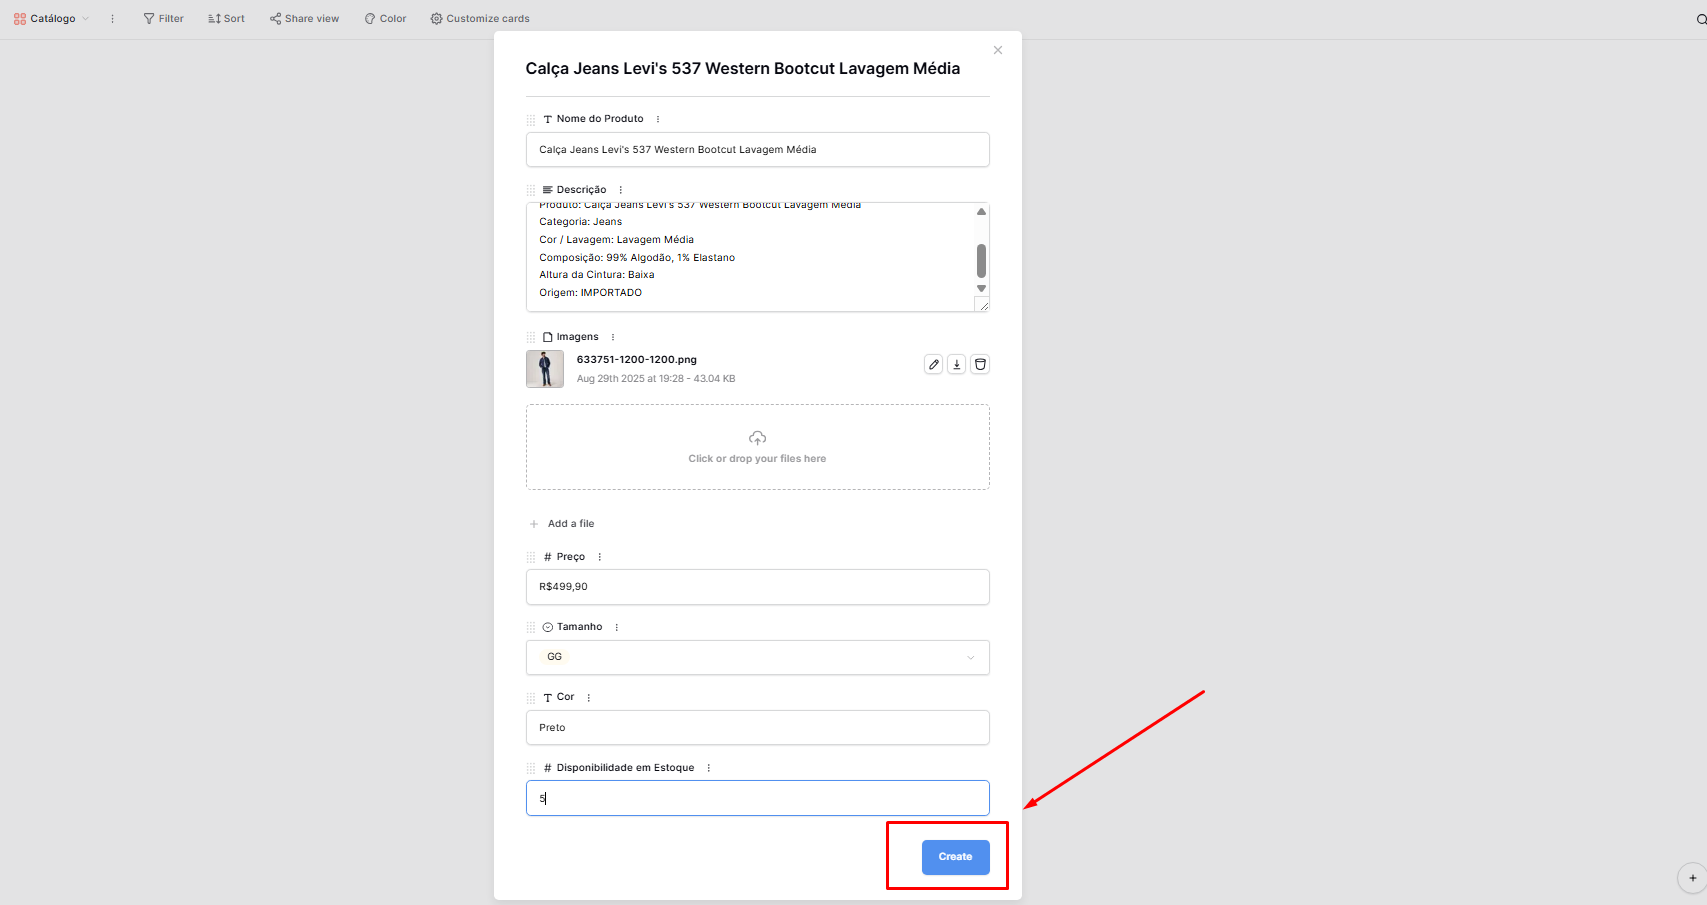 Catálogo
Filter
Sort
Share view
Color
Customize cards
Calça Jeans Levi's 537 Western Bootcut Lavagem Média
Nome do Produto
Calça Jeans Levi's 537 Western Bootcut Lavagem Média
Descrição
Produto: Calça Jeans Levi's 537 Western Bootcut Lavagem Média
Categoria: Jeans
Cor / Lavagem: Lavagem Média
Composição: 99% Algodão, 1% Elastano
Altura da Cintura: Baixa
Origem: IMPORTADO
Imagens
633751-1200-1200.png
Aug 29th 2025 at 19:28 - 43.04 KB
Click or drop your files here
+ Add a file
# Preço
R$499,90
Tamanho
GG
Cor
Preto
# Disponibilidade em Estoque
5
Create
+